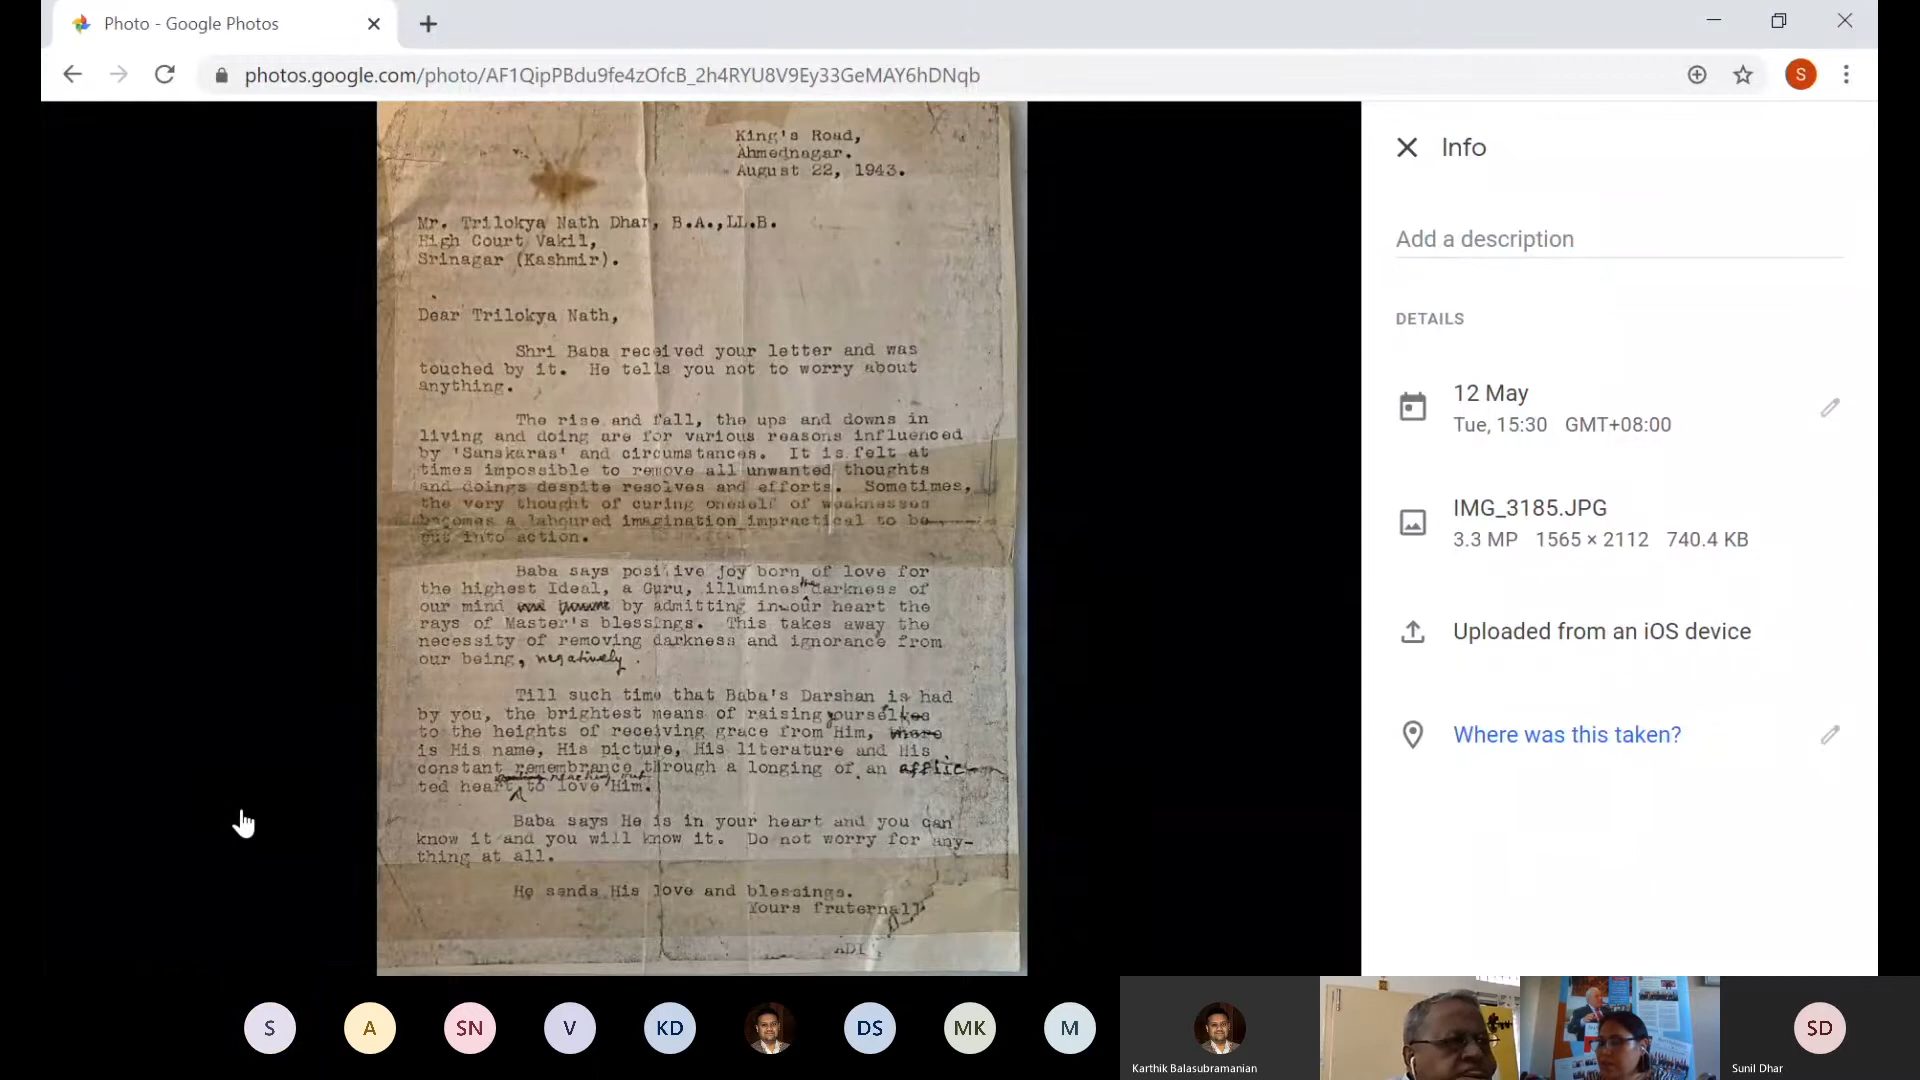 Photo - Google Photos
photos.google.com/photo/AF1QipPBdu9fe4zOfcB_2h4RYU8V9Ey33GeMAY6hDNqb
S
King's Road,
Ahmednagar.
August 22, 1943.
Mr. Trilokya Nath Dhar, B.A.,LL.B.
High Court Vakil,
Srinagar (Kashmir).
Dear Trilokya Nath,
Shri Baba received your letter and was
touched by it. He tells you not to worry about
anything.
The rise and fall, the ups and downs in
living and doing are for various reasons influenced
by 'Sanskaras' and circumstances. It is felt at
times impossible to remove all unwanted thoughts
and doings despite resolves and efforts. Sometimes,
the very thought of curing oneself of weaknesses
becomes a laboured imagination impractical to be
put into action.
Baba says positive joy born of love for
the highest Ideal, a Guru, illumines the darkness of
our mind by admitting in our heart the
rays of Master's blessings. This takes away the
necessity of removing darkness and ignorance from
our being, negatively.
Till such time that Baba's Darshan is had
by you, the brightest means of raising yourself
to the heights of receiving grace from Him, more
is His name, His picture, His literature and His
constant remembrance through a longing of an afflic-
ted heart reaching out to love Him.
Baba says He is in your heart and you can
know it and you will know it. Do not worry for any-
thing at all.
He sends His love and blessings.
Yours fraternally
ADI
Info
Add a description
DETAILS
12 May
Tue, 15:30 GMT+08:00
IMG_3185.JPG
3.3 MP 1565 × 2112 740.4 KB
Uploaded from an iOS device
Where was this taken?
S A SN V KD DS MK M SD
Karthik Balasubramanian
Sunil Dhar